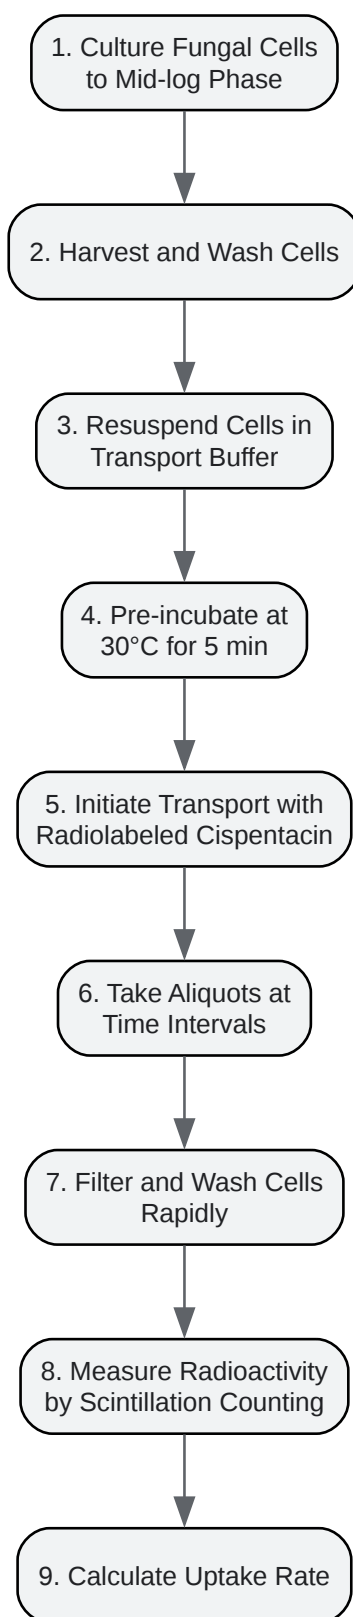 1. Culture Fungal Cells
to Mid-log Phase
2. Harvest and Wash Cells
3. Resuspend Cells in
Transport Buffer
4. Pre-incubate at
30°C for 5 min
5. Initiate Transport with
Radiolabeled Cispentacin
6. Take Aliquots at
Time Intervals
7. Filter and Wash Cells
Rapidly
8. Measure Radioactivity
by Scintillation Counting
9. Calculate Uptake Rate